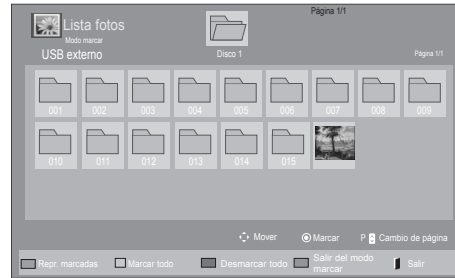 Página 1/1
Lista fotos
Modo marcar
USB externo
Disco 1
Página 1/1
001 002 003 004 005 006 007 008 009
010 011 012 013 014 015
Mover Marcar P Cambio de página
Repr. marcadas Marcar todo Desmarcar todo Salir del modo marcar Salir